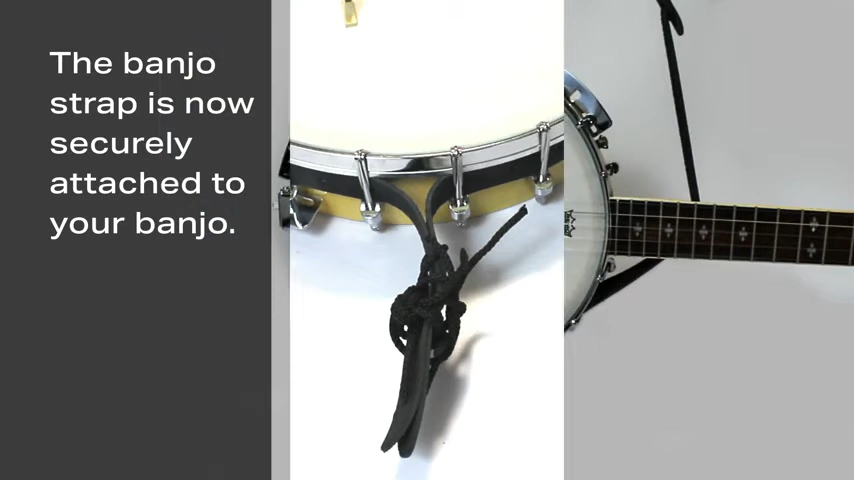 The banjo
strap is now
securely
attached to
your banjo.